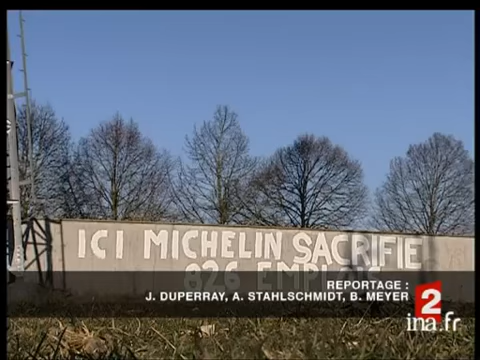 ICI MICHELIN SACRIFIE
826 EMPLOIS
REPORTAGE :
J. DUPERRAY, A. STAHLSCHMIDT, B. MEYER
2
ina.fr